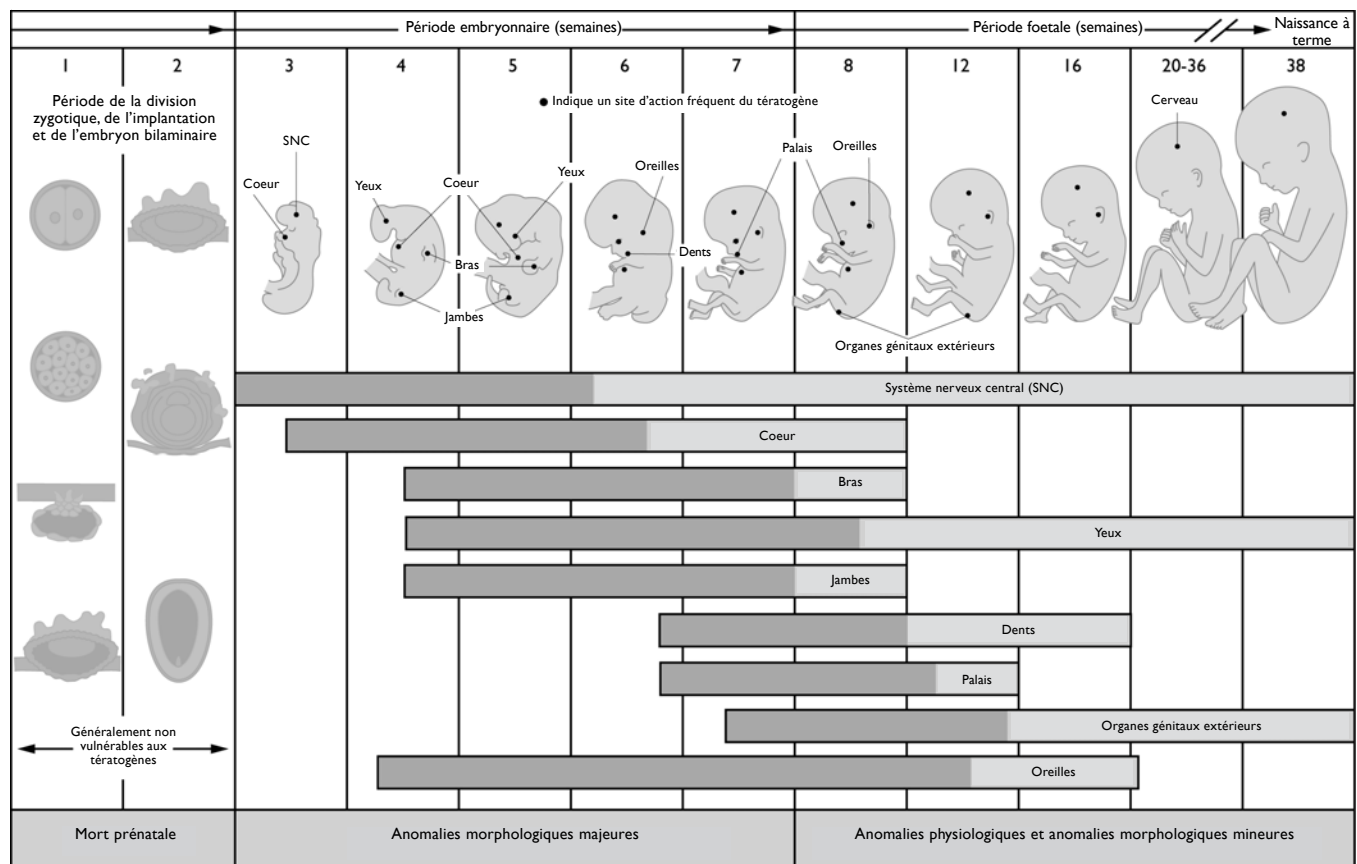 Période embryonnaire (semaines)
Période foetale (semaines)
Naissance à
terme
1
2
3
4
5
6
7
8
12
16
20-36
38
Période de la division
zygotique, de l'implantation
et de l'embryon bilaminaire
● Indique un site d'action fréquent du tératogène
SNC
Coeur
Yeux
Coeur
Yeux
Bras
Jambes
Oreilles
Dents
Palais
Oreilles
Cerveau
Organes génitaux extérieurs
Système nerveux central (SNC)
Coeur
Bras
Yeux
Jambes
Dents
Palais
Organes génitaux extérieurs
Oreilles
Généralement non
vulnérables aux
tératogènes
Mort prénatale
Anomalies morphologiques majeures
Anomalies physiologiques et anomalies morphologiques mineures